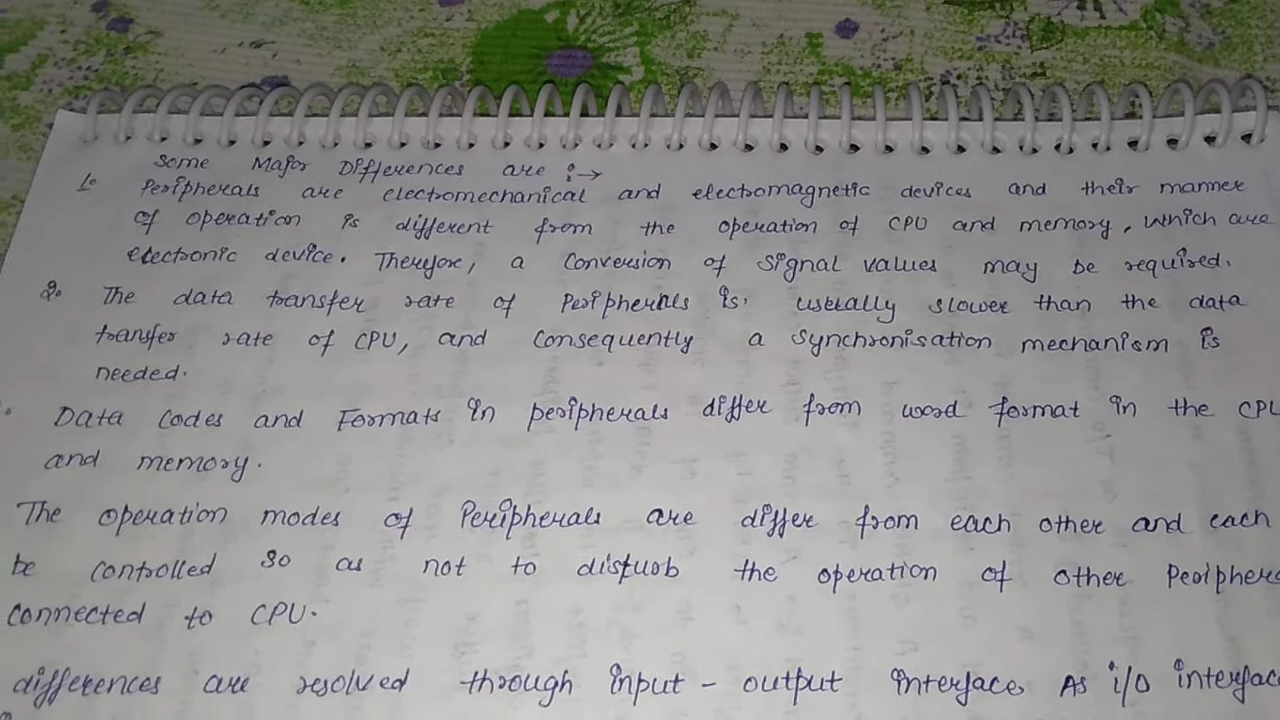 Some Major Differences are :→
1. Peripherals are electromechanical and electromagnetic devices and their manner
of operation is different from the operation of CPU and memory, which are
electronic device. Therefore, a Conversion of signal values may be required.
2. The data transfer rate of Peripherals is usually slower than the data
transfer rate of CPU, and Consequently a Synchronisation mechanism is
needed.
Data Codes and Formats in peripherals differ from word format in the CPU
and memory.
The operation modes of Peripherals are differ from each other and each
be controlled so as not to disturb the operation of other Peripher
connected to CPU.
differences are resolved through input - output interface. As i/o interfac